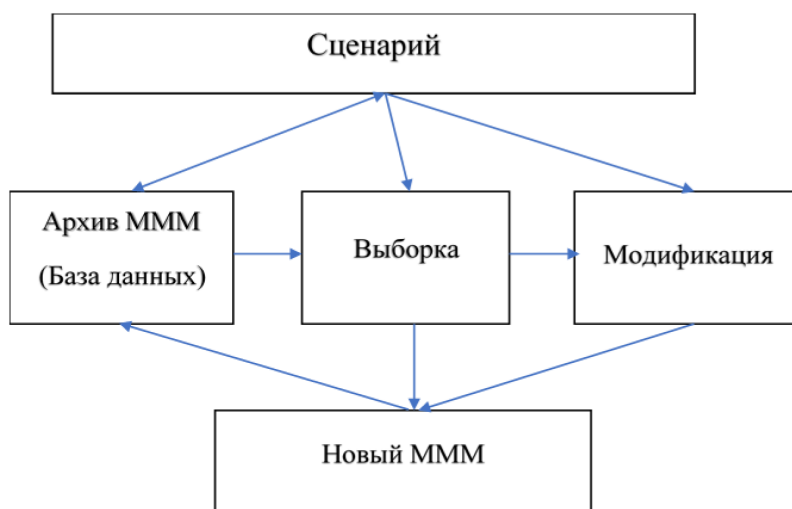 Сценарий
Архив МММ
(База данных)
Выборка
Модификация
Новый МММ